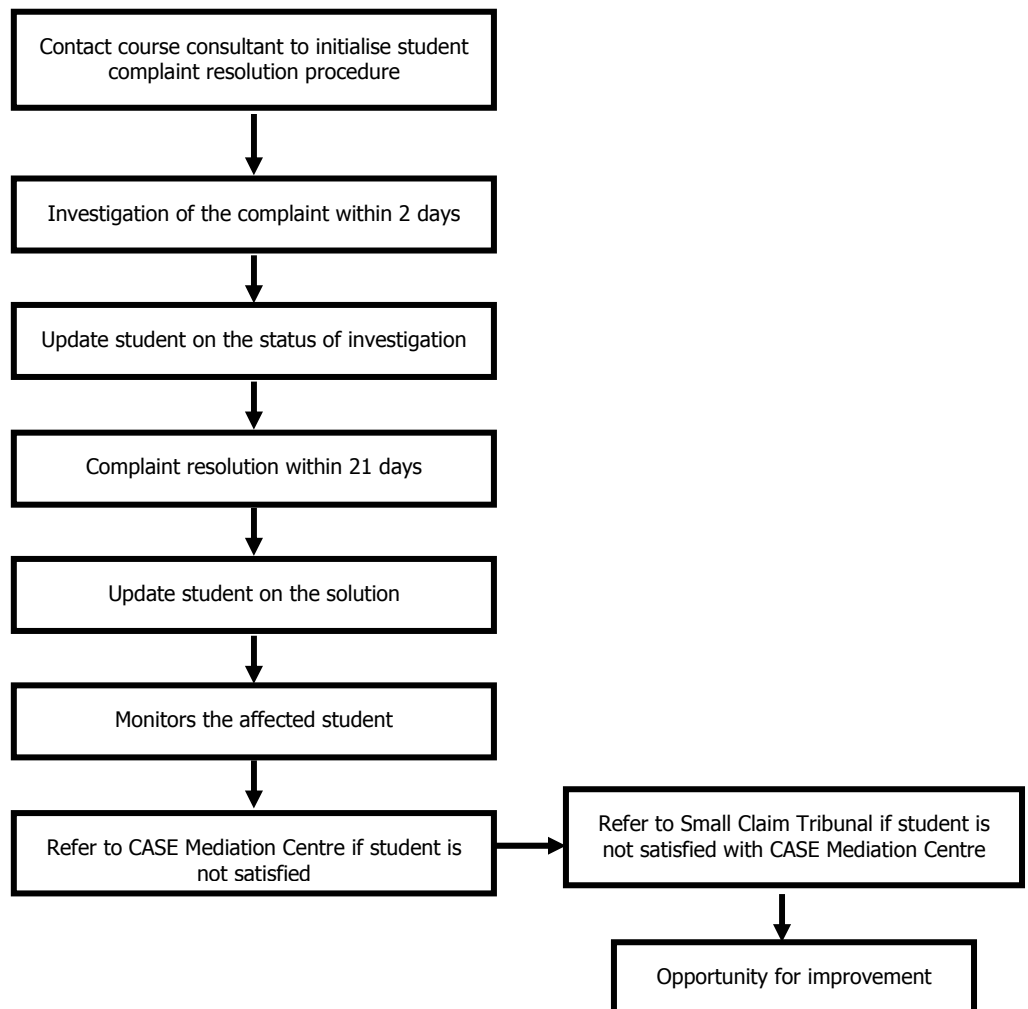 Contact course consultant to initialise student
complaint resolution procedure
Investigation of the complaint within 2 days
Update student on the status of investigation
Complaint resolution within 21 days
Update student on the solution
Monitors the affected student
Refer to CASE Mediation Centre if student is
not satisfied
Refer to Small Claim Tribunal if student is
not satisfied with CASE Mediation Centre
Opportunity for improvement